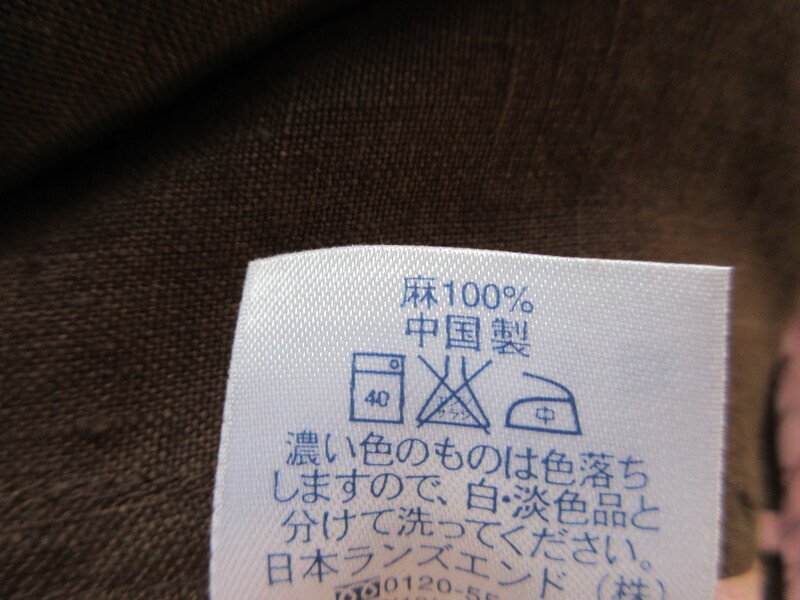 麻100%
中国製
40 中
濃い色のものは色落ち
しますので、白・淡色品と
分けて洗ってください。
日本ランズエンド（株）
0120-55